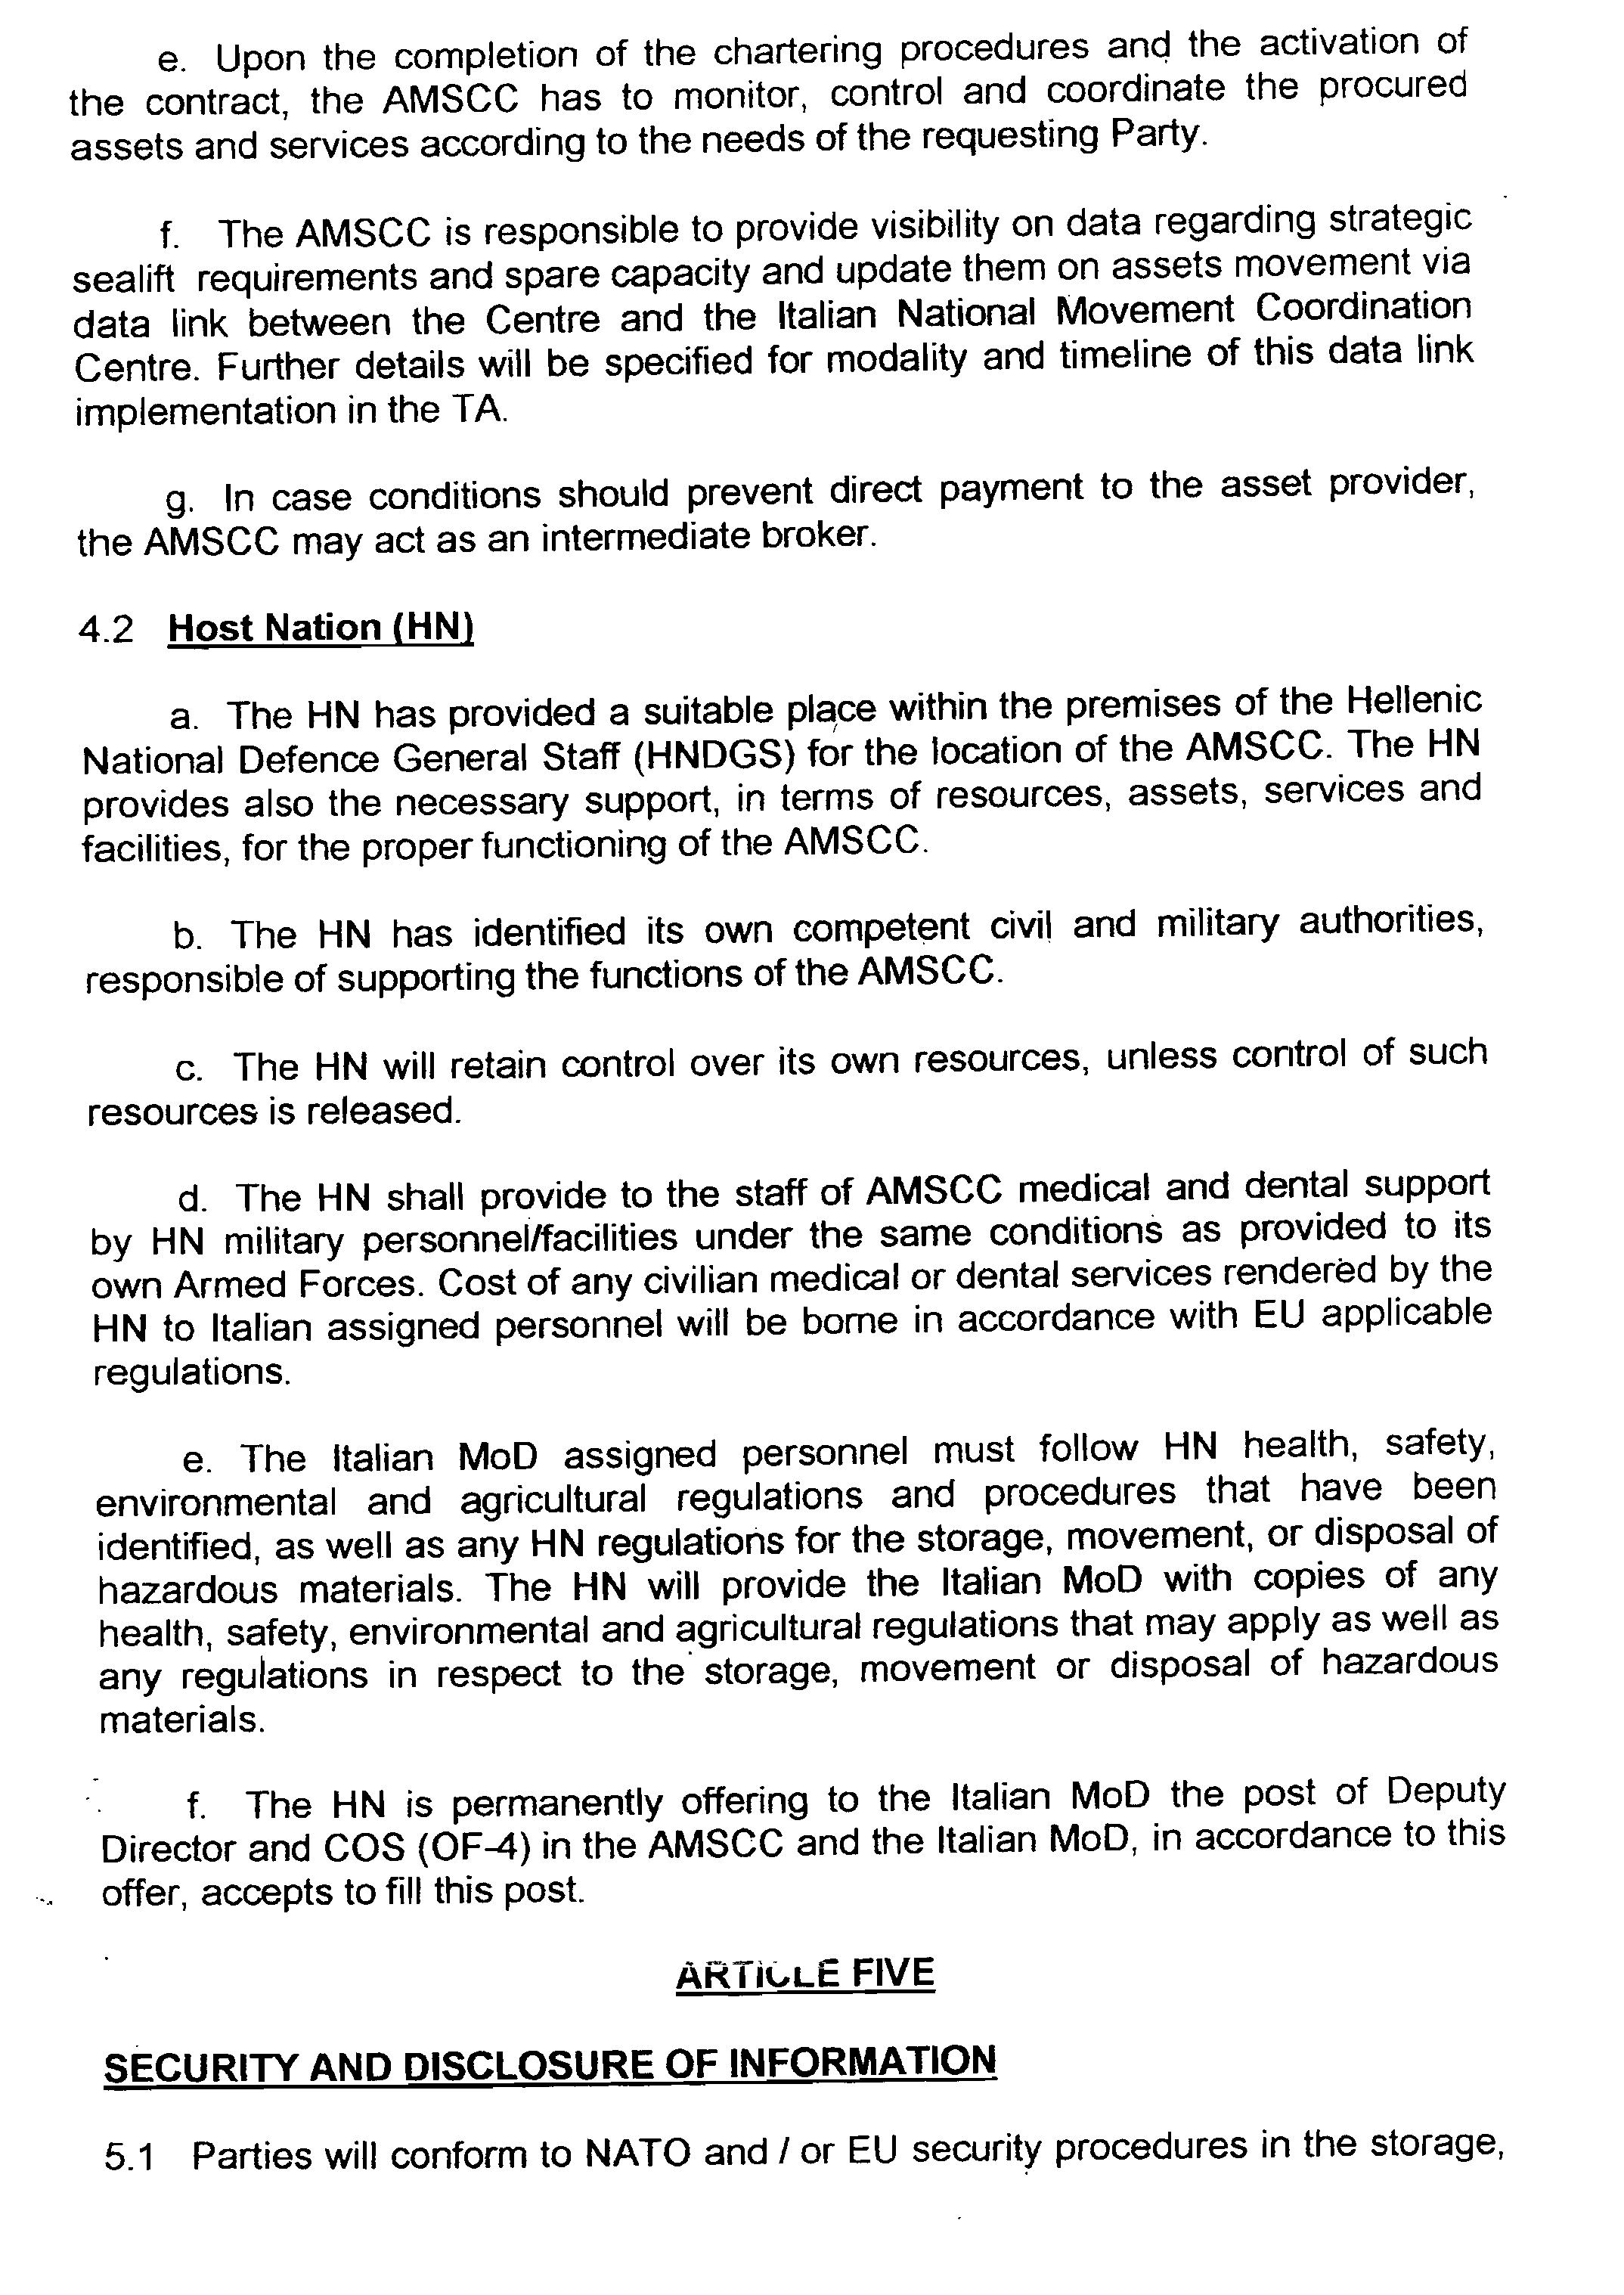 e. Upon the completion of the chartering procedures and the activation of
the contract, the AMSCC has to monitor, control and coordinate the procured
assets and services according to the needs of the requesting Party.
f. The AMSCC is responsible to provide visibility on data regarding strategic
sealift requirements and spare capacity and update them on assets movement via
data link between the Centre and the Italian National Movement Coordination
Centre. Further details will be specified for modality and timeline of this data link
implementation in the TA.
g. In case conditions should prevent direct payment to the asset provider,
the AMSCC may act as an intermediate broker.
4.2 Host Nation (HN)
a. The HN has provided a suitable place within the premises of the Hellenic
National Defence General Staff (HNDGS) for the location of the AMSCC. The HN
provides also the necessary support, in terms of resources, assets, services and
facilities, for the proper functioning of the AMSCC.
b. The HN has identified its own competent civil and military authorities,
responsible of supporting the functions of the AMSCC.
c. The HN will retain control over its own resources, unless control of such
resources is released.
d. The HN shall provide to the staff of AMSCC medical and dental support
by HN military personnel/facilities under the same conditions as provided to its
own Armed Forces. Cost of any civilian medical or dental services rendered by the
HN to Italian assigned personnel will be borne in accordance with EU applicable
regulations.
e. The Italian MoD assigned personnel must follow HN health, safety,
environmental and agricultural regulations and procedures that have been
identified, as well as any HN regulations for the storage, movement, or disposal of
hazardous materials. The HN will provide the Italian MoD with copies of any
health, safety, environmental and agricultural regulations that may apply as well as
any regulations in respect to the storage, movement or disposal of hazardous
materials.
f. The HN is permanently offering to the Italian MoD the post of Deputy
Director and COS (OF-4) in the AMSCC and the Italian MoD, in accordance to this
offer, accepts to fill this post.
ARTICLE FIVE
SECURITY AND DISCLOSURE OF INFORMATION
5.1 Parties will conform to NATO and / or EU security procedures in the storage,